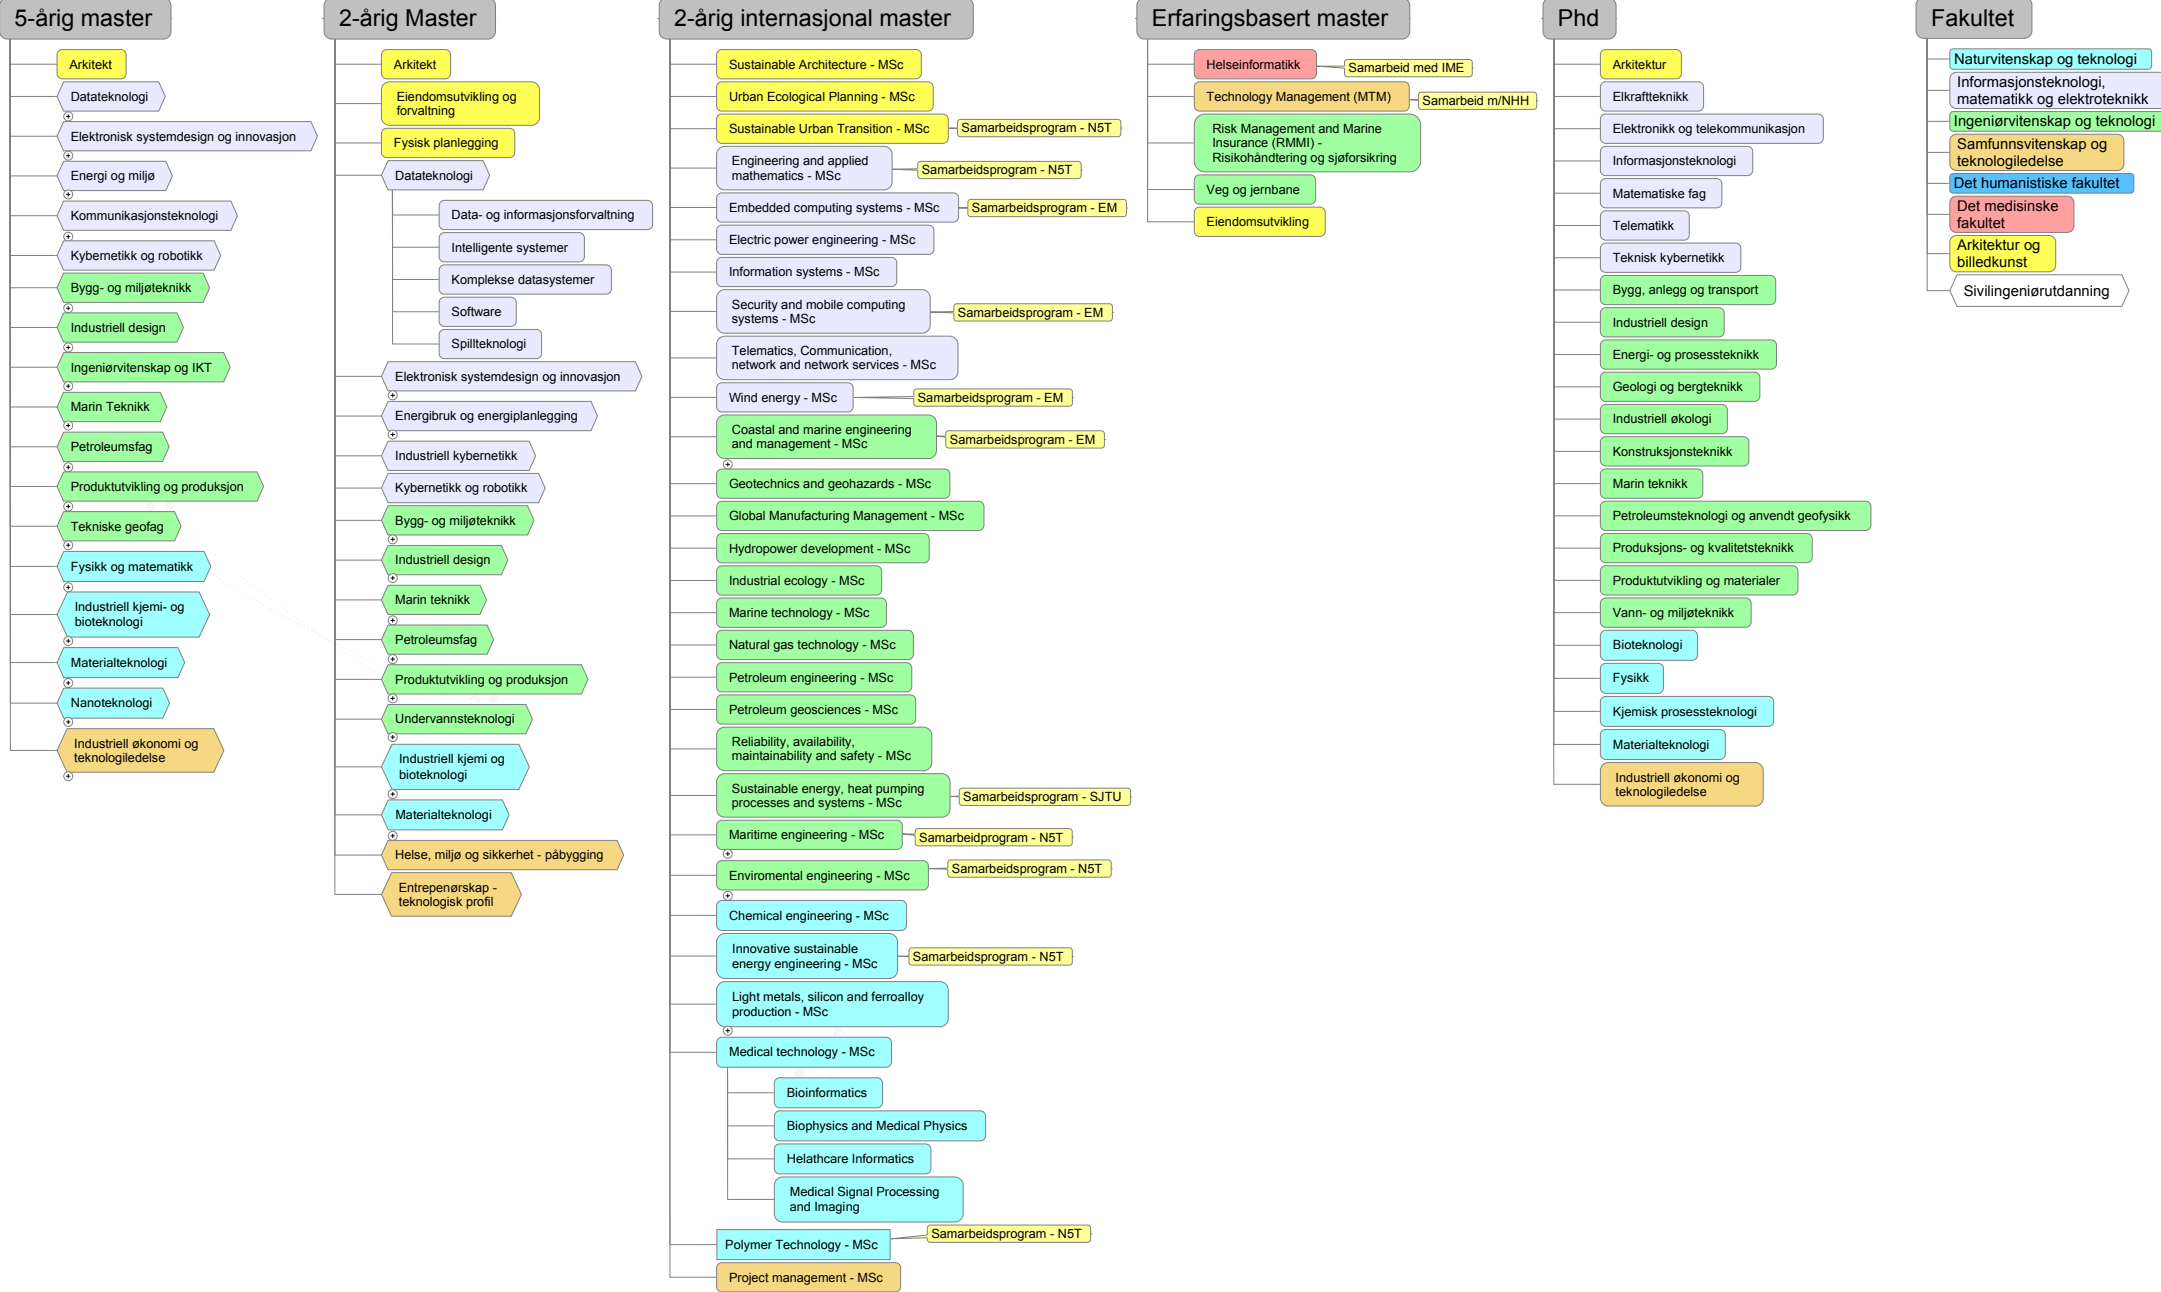 5-årig master
Arkitekt
Datateknologi
Elektronisk systemdesign og innovasjon
Energi og miljø
Kommunikasjonsteknologi
Kybernetikk og robotikk
Bygg- og miljøteknikk
Industriell design
Ingeniørvitenskap og IKT
Marin Teknikk
Petroleumsfag
Produktutvikling og produksjon
Tekniske geofag
Fysikk og matematikk
Industriell kjemi- og
bioteknologi
Materialteknologi
Nanoteknologi
Industriell økonomi og
teknologiledelse
2-årig Master
Arkitekt
Eiendomsutvikling og
forvaltning
Fysisk planlegging
Datateknologi
Data- og informasjonsforvaltning
Intelligente systemer
Komplekse datasystemer
Software
Spillteknologi
Elektronisk systemdesign og innovasjon
Energibruk og energiplanlegging
Industriell kybernetikk
Kybernetikk og robotikk
Bygg- og miljøteknikk
Industriell design
Marin teknikk
Petroleumsfag
Produktutvikling og produksjon
Undervannsteknologi
Industriell kjemi og
bioteknologi
Materialteknologi
Helse, miljø og sikkerhet - påbygging
Entrepenørskap -
teknologisk profil
2-årig internasjonal master
Sustainable Architecture - MSc
Urban Ecological Planning - MSc
Sustainable Urban Transition - MSc
Samarbeidsprogram - N5T
Engineering and applied
mathematics - MSc
Samarbeidsprogram - N5T
Embedded computing systems - MSc
Samarbeidsprogram - EM
Electric power engineering - MSc
Information systems - MSc
Security and mobile computing
systems - MSc
Samarbeidsprogram - EM
Telematics, Communication,
network and network services - MSc
Wind energy - MSc
Samarbeidsprogram - EM
Coastal and marine engineering
and management - MSc
Samarbeidsprogram - EM
Geotechnics and geohazards - MSc
Global Manufacturing Management - MSc
Hydropower development - MSc
Industrial ecology - MSc
Marine technology - MSc
Natural gas technology - MSc
Petroleum engineering - MSc
Petroleum geosciences - MSc
Reliability, availability,
maintainability and safety - MSc
Sustainable energy, heat pumping
processes and systems - MSc
Samarbeidsprogram - SJTU
Maritime engineering - MSc
Samarbeidprogram - N5T
Enviromental engineering - MSc
Samarbeidsprogram - N5T
Chemical engineering - MSc
Innovative sustainable
energy engineering - MSc
Samarbeidsprogram - N5T
Light metals, silicon and ferroalloy
production - MSc
Medical technology - MSc
Bioinformatics
Biophysics and Medical Physics
Helathcare Informatics
Medical Signal Processing
and Imaging
Polymer Technology - MSc
Samarbeidsprogram - N5T
Project management - MSc
Erfaringsbasert master
Helseinformatikk
Samarbeid med IME
Technology Management (MTM)
Samarbeid m/NHH
Risk Management and Marine
Insurance (RMMI) -
Risikohåndtering og sjøforsikring
Veg og jernbane
Eiendomsutvikling
Phd
Arkitektur
Elkraftteknikk
Elektronikk og telekommunikasjon
Informasjonsteknologi
Matematiske fag
Telematikk
Teknisk kybernetikk
Bygg, anlegg og transport
Industriell design
Energi- og prosessteknikk
Geologi og bergteknikk
Industriell økologi
Konstruksjonsteknikk
Marin teknikk
Petroleumsteknologi og anvendt geofysikk
Produksjons- og kvalitetsteknikk
Produktutvikling og materialer
Vann- og miljøteknikk
Bioteknologi
Fysikk
Kjemisk prosessteknologi
Materialteknologi
Industriell økonomi og
teknologiledelse
Fakultet
Naturvitenskap og teknologi
Informasjonsteknologi,
matematikk og elektroteknikk
Ingeniørvitenskap og teknologi
Samfunnsvitenskap og
teknologiledelse
Det humanistiske fakultet
Det medisinske
fakultet
Arkitektur og
billedkunst
Sivilingeniørutdanning